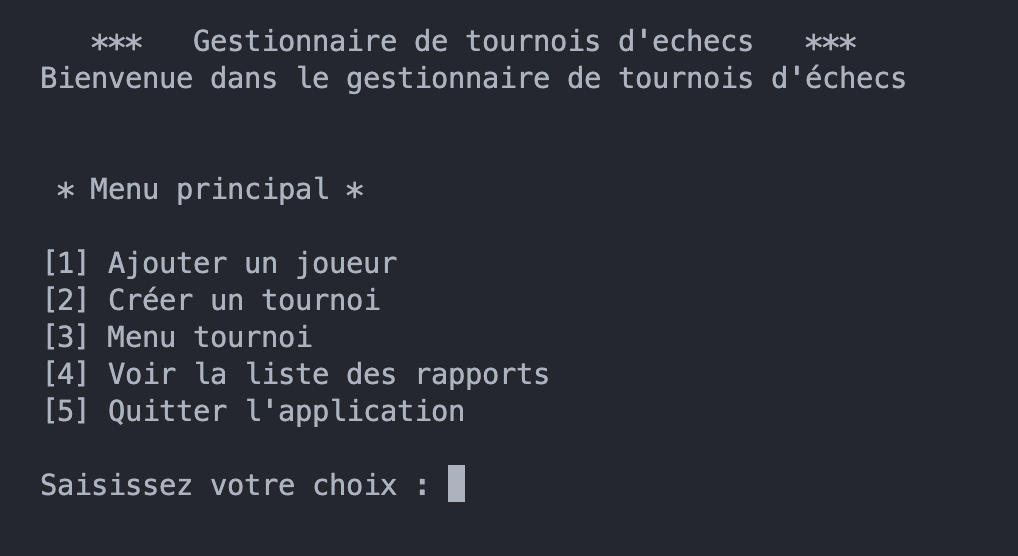 ***   Gestionnaire de tournois d'echecs   ***
Bienvenue dans le gestionnaire de tournois d'échecs
* Menu principal *
[1] Ajouter un joueur
[2] Créer un tournoi
[3] Menu tournoi
[4] Voir la liste des rapports
[5] Quitter l'application
Saisissez votre choix :